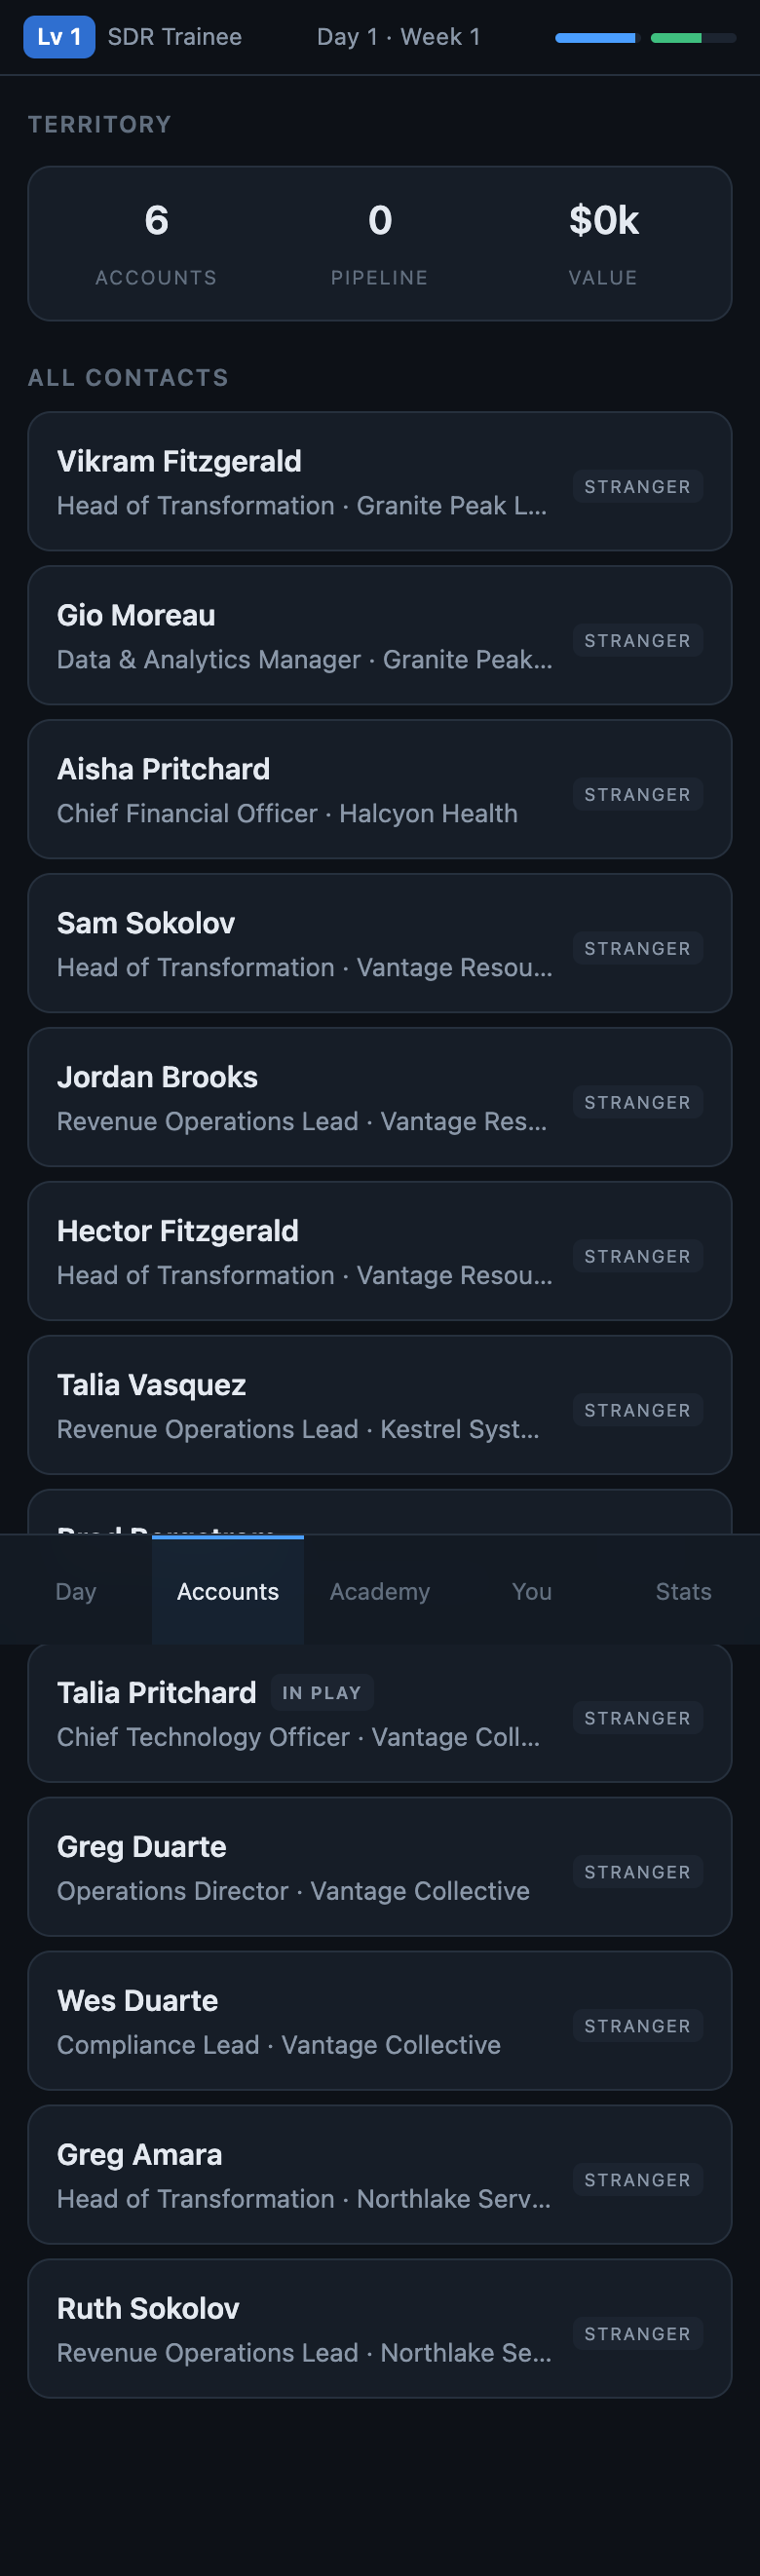 Lv 1 SDR Trainee Day 1 · Week 1
TERRITORY
6 0 $0k
ACCOUNTS PIPELINE VALUE
ALL CONTACTS
Vikram Fitzgerald
Head of Transformation · Granite Peak L...
STRANGER
Gio Moreau
Data & Analytics Manager · Granite Peak...
STRANGER
Aisha Pritchard
Chief Financial Officer · Halcyon Health
STRANGER
Sam Sokolov
Head of Transformation · Vantage Resou...
STRANGER
Jordan Brooks
Revenue Operations Lead · Vantage Res...
STRANGER
Hector Fitzgerald
Head of Transformation · Vantage Resou...
STRANGER
Talia Vasquez
Revenue Operations Lead · Kestrel Syst...
STRANGER
Day Accounts Academy You Stats
Talia Pritchard IN PLAY
Chief Technology Officer · Vantage Coll...
STRANGER
Greg Duarte
Operations Director · Vantage Collective
STRANGER
Wes Duarte
Compliance Lead · Vantage Collective
STRANGER
Greg Amara
Head of Transformation · Northlake Serv...
STRANGER
Ruth Sokolov
Revenue Operations Lead · Northlake Se...
STRANGER